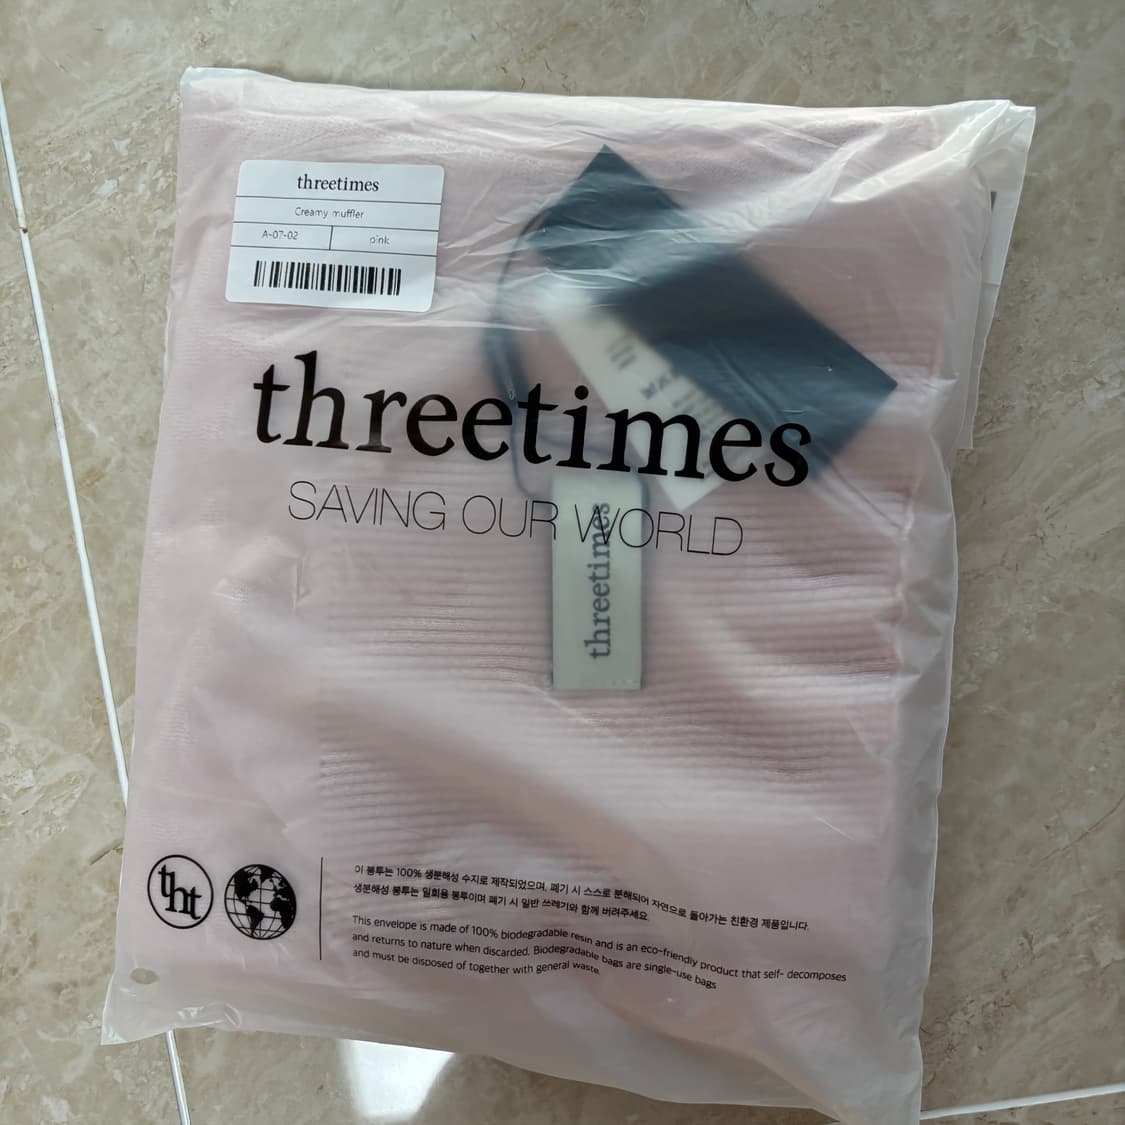 threetimes
Creamy muffler
A-07-02
pink
threetimes
SAVING OUR WORLD
threetimes
tht
이 봉투는 100% 생분해성 수지로 제작되었으며, 폐기 시 스스로 분해되어 자연으로 돌아가는 친환경 제품입니다.
생분해성 봉투는 일회용 봉투이며 폐기 시 일반 쓰레기와 함께 버려주세요.
This envelope is made of 100% biodegradable resin and is an eco-friendly product that self- decomposes
and returns to nature when discarded. Biodegradable bags are single-use bags
and must be disposed of together with general waste.